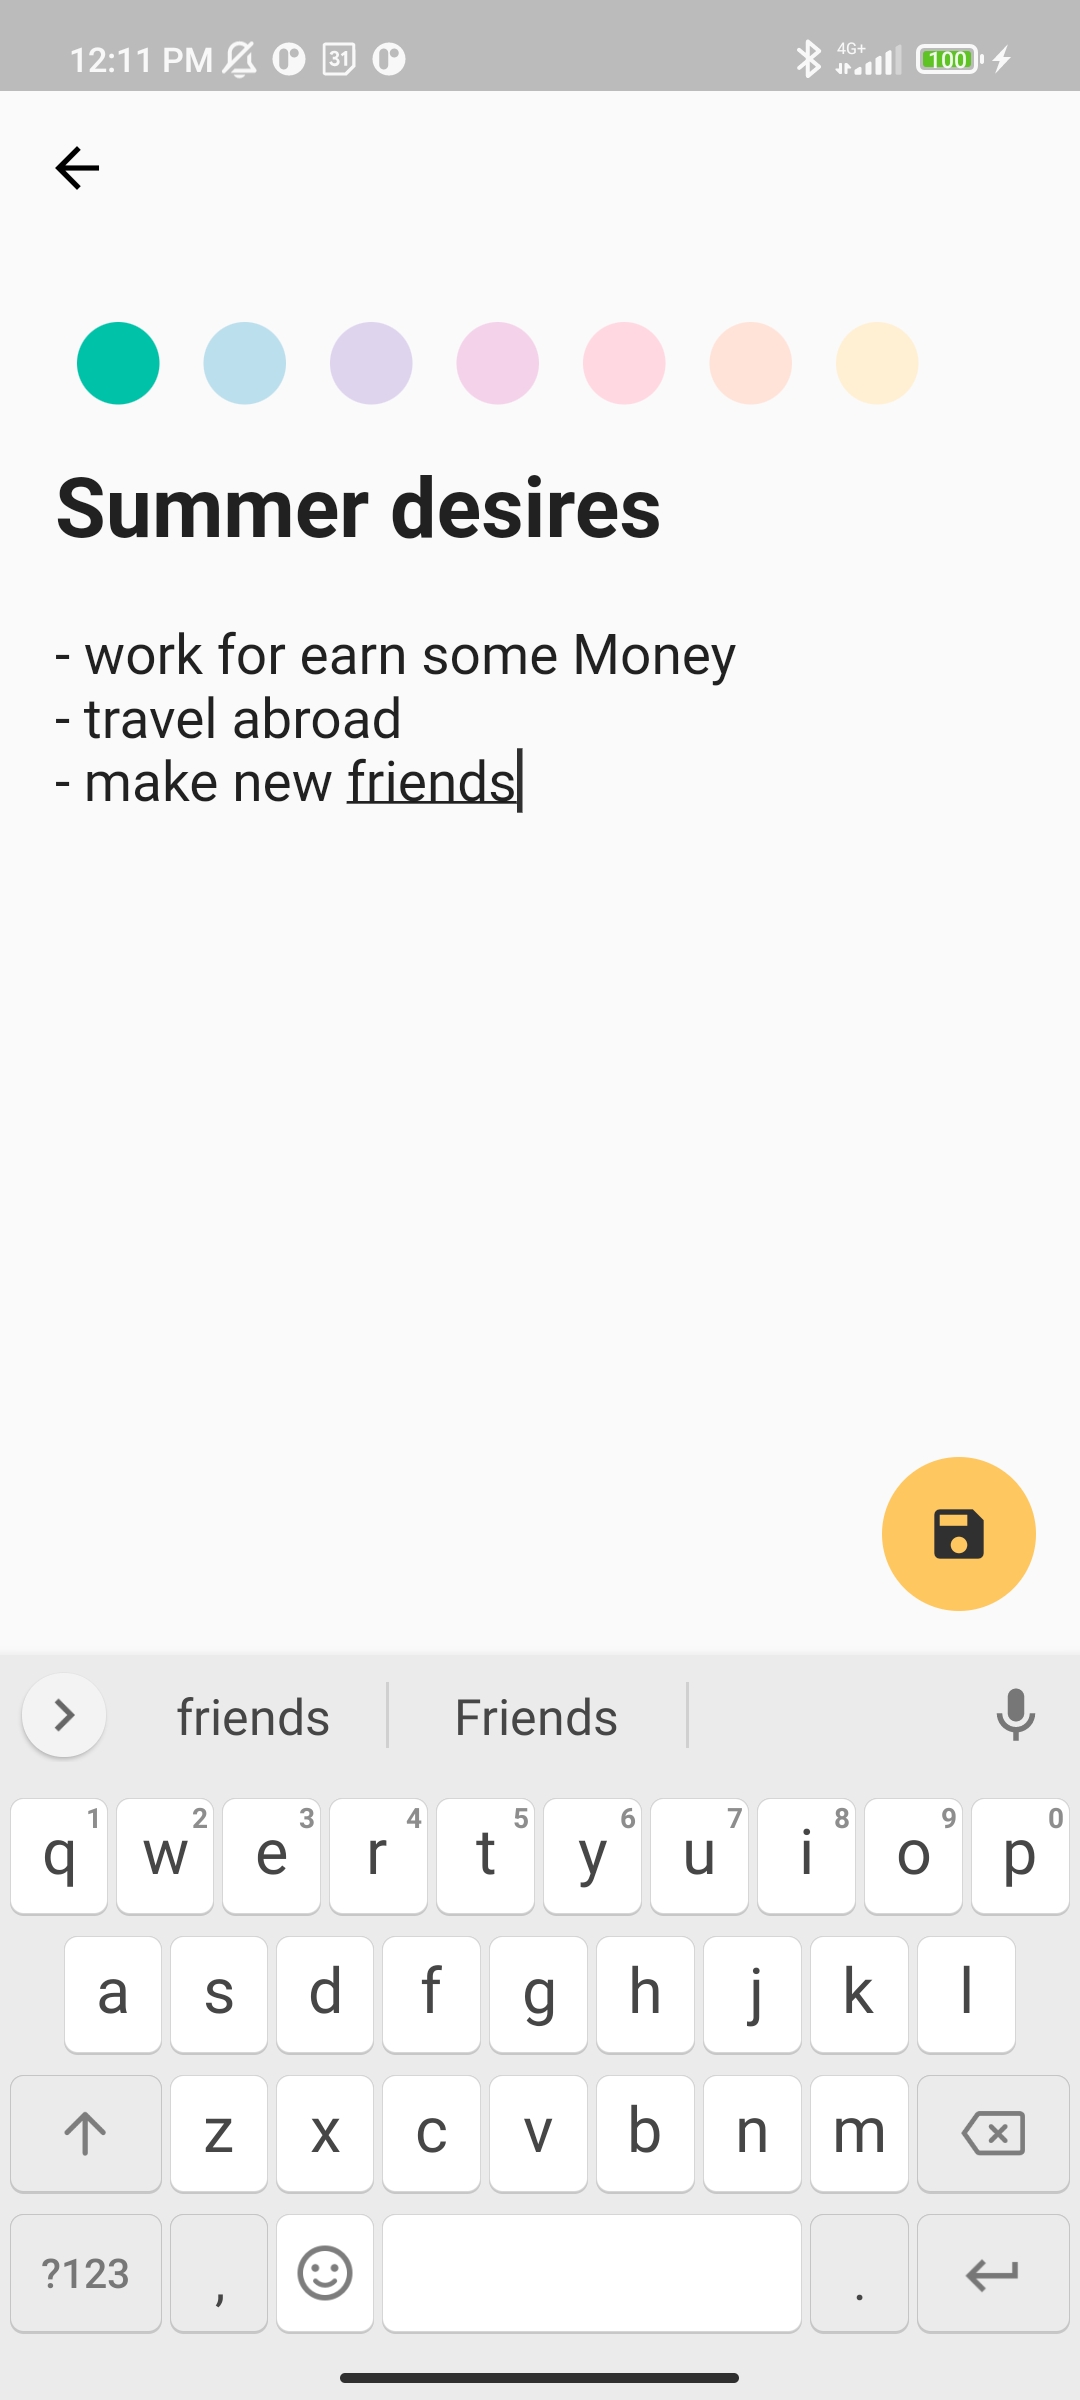 12:11 PM 31 4G+ 100
Summer desires
- work for earn some Money
- travel abroad
- make new friends
friends Friends
1 2 3 4 5 6 7 8 9 0
q w e r t y u i o p
a s d f g h j k l
z x c v b n m
?123 , .